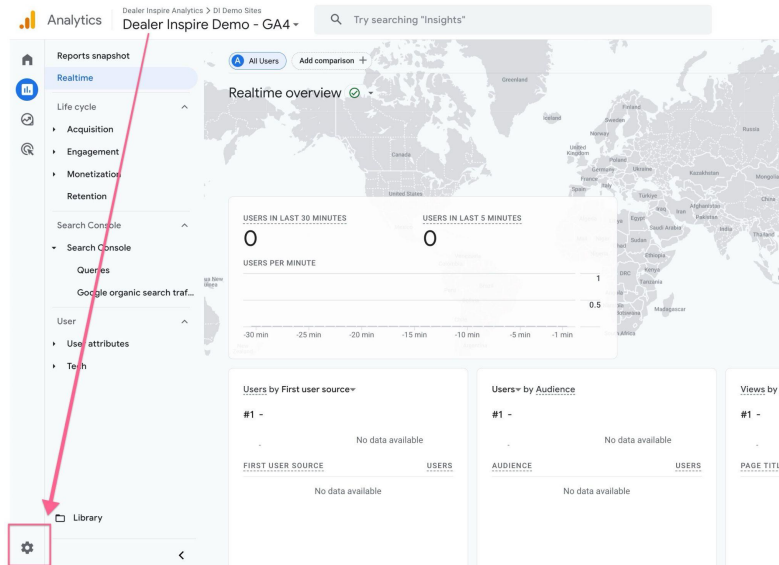 Analytics
Dealer Inspire Analytics > DI Demo Sites
Dealer Inspire Demo - GA4
Try searching "Insights"
Reports snapshot
Realtime
Life cycle
Acquisition
Engagement
Monetization
Retention
Search Console
Search Console
Queries
Google organic search traf...
User
User attributes
Tech
Library
A All Users
Add comparison +
Realtime overview
Greenland
Iceland
Finland
Sweden
Norway
Russia
United Kingdom
Poland
Germany
Ukraine
France
Italy
Spain
Kazakhstan
Mongolia
Türkiye
China
Iraq
Iran
Afghanistan
Pakistan
Egypt
Saudi Arabia
India
Thailand
Sudan
Ethiopia
Kenya
DRC
Tanzania
Madagascar
Canada
United States
USERS IN LAST 30 MINUTES
0
USERS IN LAST 5 MINUTES
0
USERS PER MINUTE
1
0.5
-30 min
-25 min
-20 min
-15 min
-10 min
-5 min
-1 min
Users by First user source
#1 -
-
No data available
FIRST USER SOURCE
USERS
No data available
Users by Audience
#1 -
-
No data available
AUDIENCE
USERS
No data available
Views by
#1 -
-
PAGE TITL